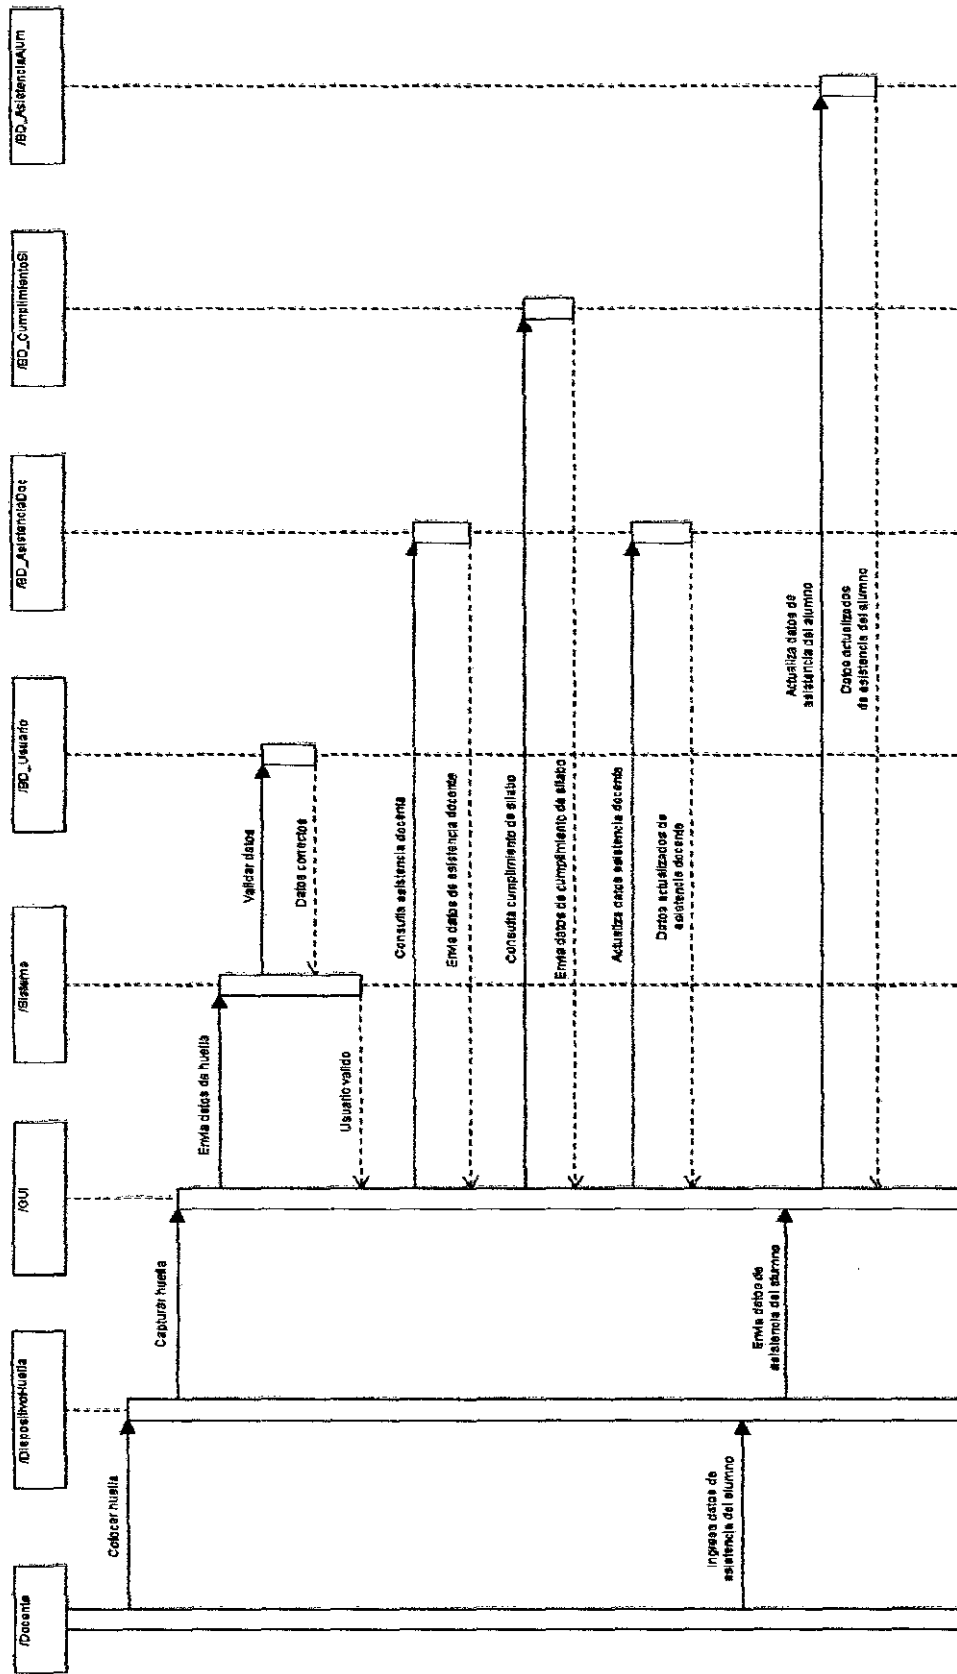 /Docente
/DispositivoHuella
/GUI
/Sistema
/BD_Usuario
/BD_AsistenciaDoc
/BD_CumplimientoSi
/BD_AsistenciaAlum
Colocar huella
Capturar huella
Envia datos de huella
Validar datos
Datos correctos
Usuario valido
Consulta asistencia docente
Envia datos de asistencia docente
Consulta cumplimiento de silabo
Envia datos de cumplimiento de silabo
Actualiza datos asistencia docente
Datos actualizados de
asistencia docente
Ingresa datos de
asistencia del alumno
Envia datos de
asistencia del alumno
Actualiza datos de
asistencia del alumno
Datos actualizados
de asistencia del alumno